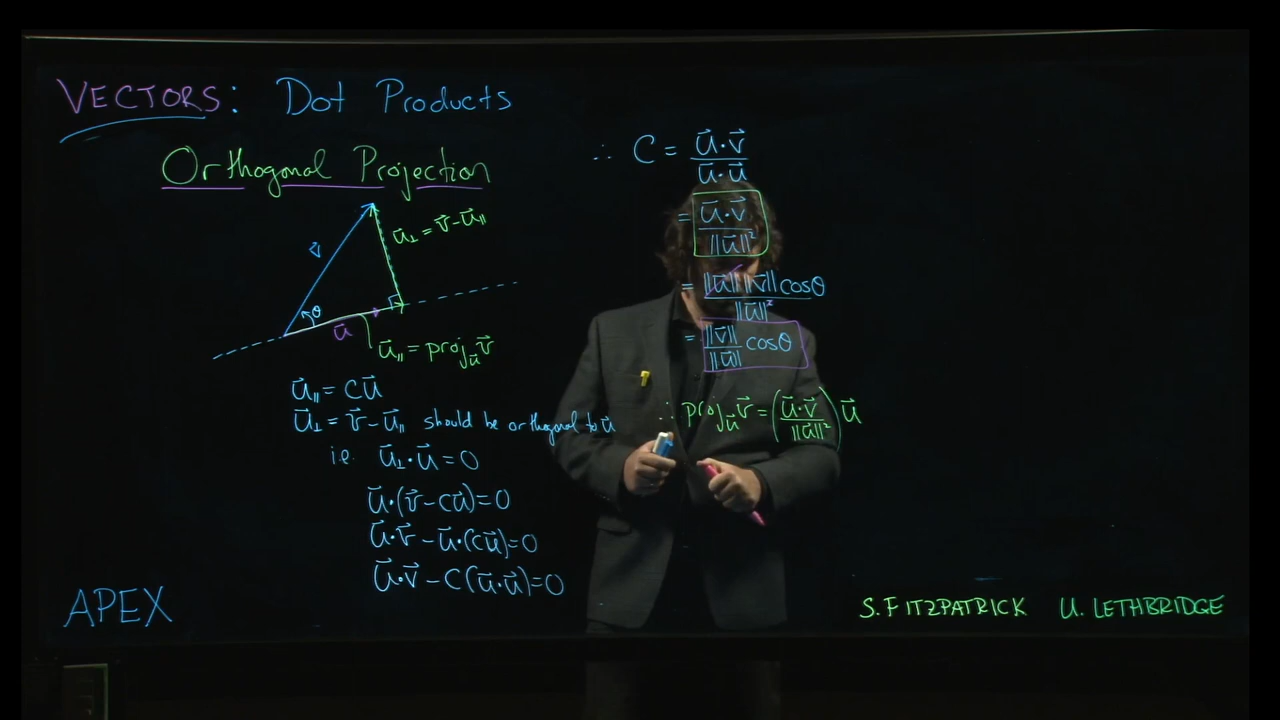 VECTORS: Dot Products
Orthogonal Projection
v⃗
u⃗⊥ = v⃗ - u⃗∥
θ
u⃗
u⃗∥ = proj_u⃗ v⃗
u⃗∥ = cu⃗
u⃗⊥ = v⃗ - u⃗∥ should be orthogonal to u⃗
i.e. u⃗⊥·u⃗ = 0
u⃗·(v⃗ - cu⃗) = 0
u⃗·v⃗ - u⃗·(cu⃗) = 0
u⃗·v⃗ - c(u⃗·u⃗) = 0
∴ c = u⃗·v⃗ / u⃗·u⃗
= u⃗·v⃗ / ||u⃗||²
= ||u⃗|| ||v⃗|| cosθ / ||u⃗||²
= ||v⃗|| / ||u⃗|| cosθ
∴ proj_u⃗ v⃗ = (u⃗·v⃗ / ||u⃗||²) u⃗
APEX
S. FITZPATRICK U. LETHBRIDGE